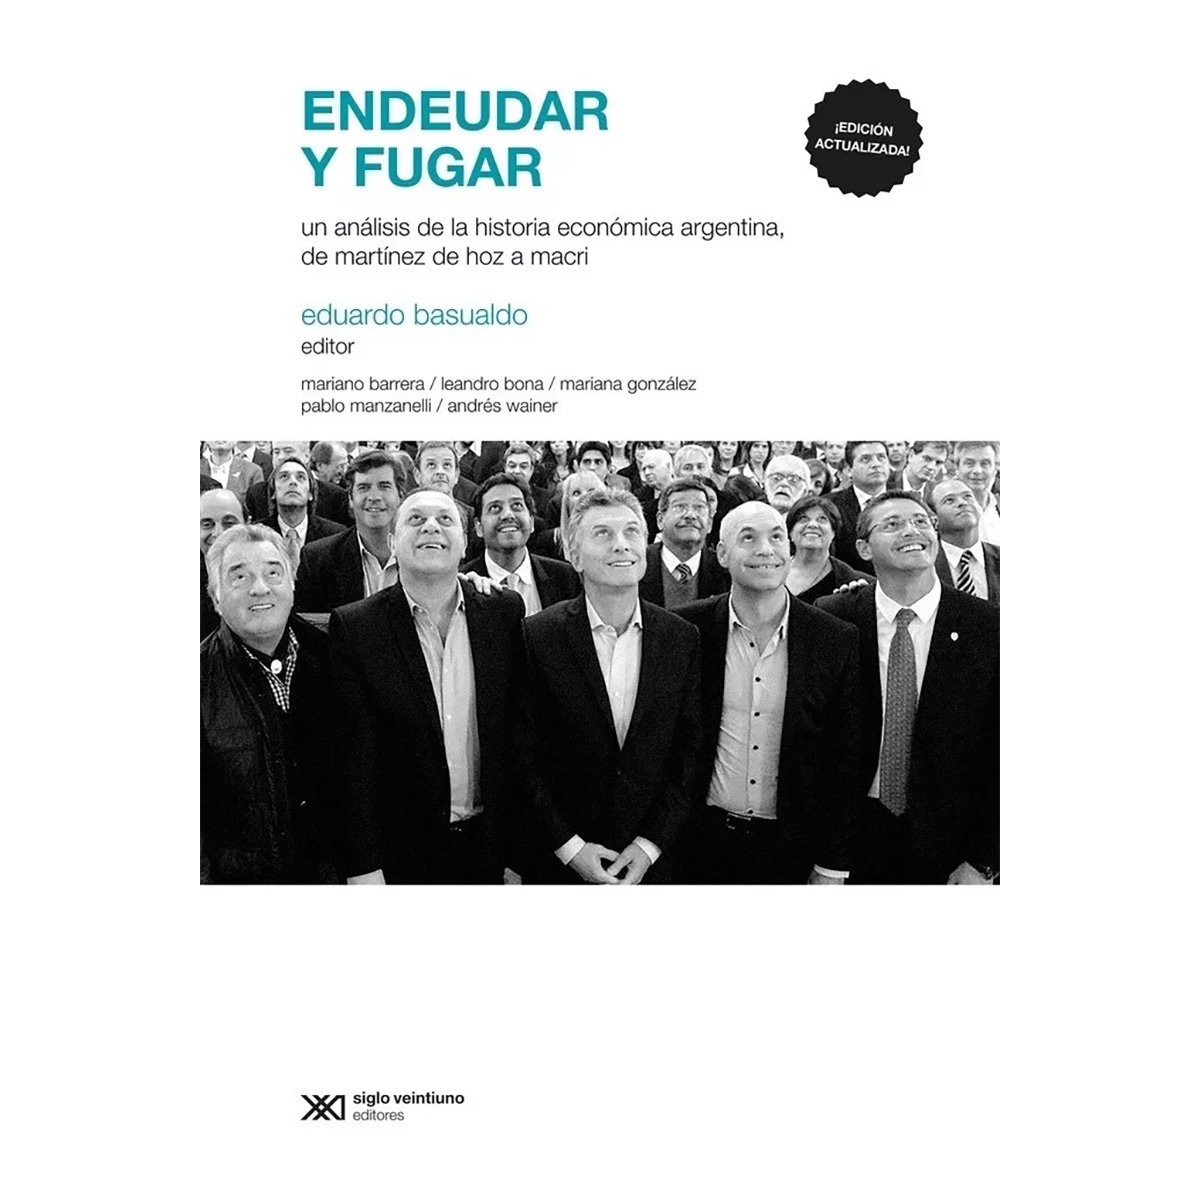 ENDEUDAR
Y FUGAR
¡EDICIÓN
ACTUALIZADA!
un análisis de la historia económica argentina,
de martínez de hoz a macri
eduardo basualdo
editor
mariano barrera / leandro bona / mariana gonzález
pablo manzanelli / andrés wainer
siglo veintiuno
editores